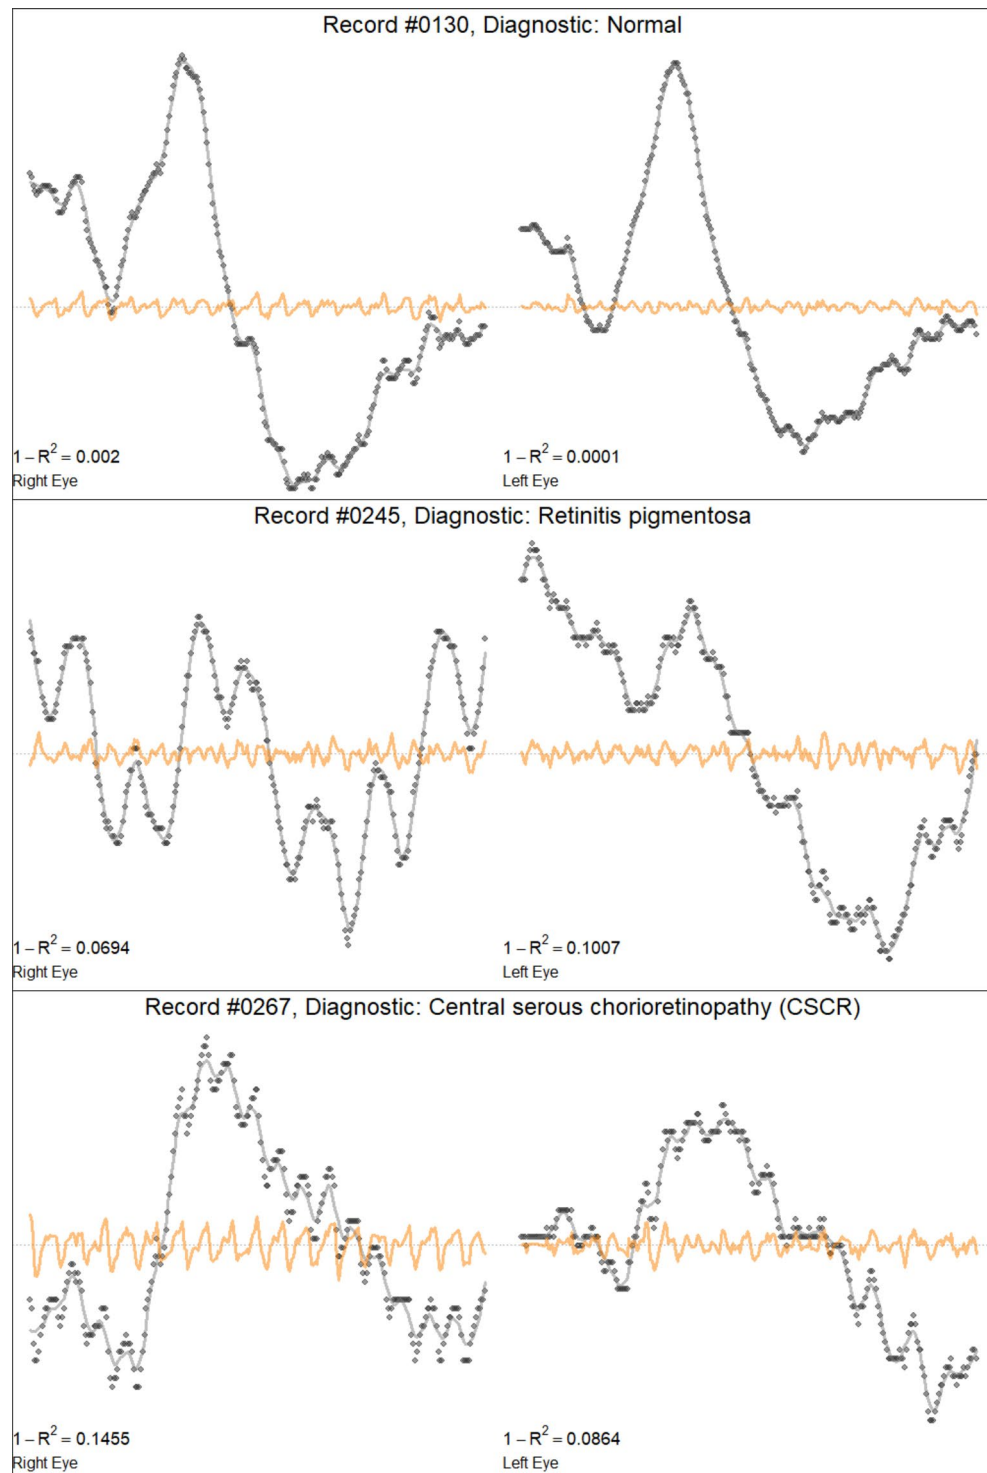 Record #0130, Diagnostic: Normal
1 − R² = 0.002
Right Eye
1 − R² = 0.0001
Left Eye
Record #0245, Diagnostic: Retinitis pigmentosa
1 − R² = 0.0694
Right Eye
1 − R² = 0.1007
Left Eye
Record #0267, Diagnostic: Central serous chorioretinopathy (CSCR)
1 − R² = 0.1455
Right Eye
1 − R² = 0.0864
Left Eye